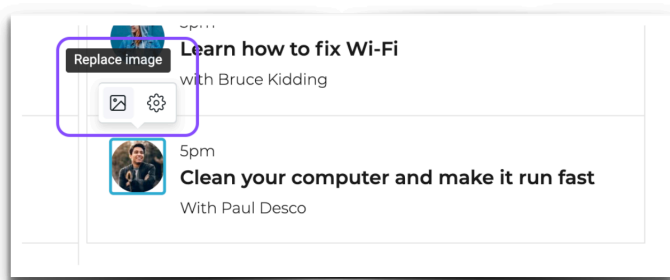 5pm
Learn how to fix Wi-Fi
Replace image
with Bruce Kidding
5pm
Clean your computer and make it run fast
With Paul Desco